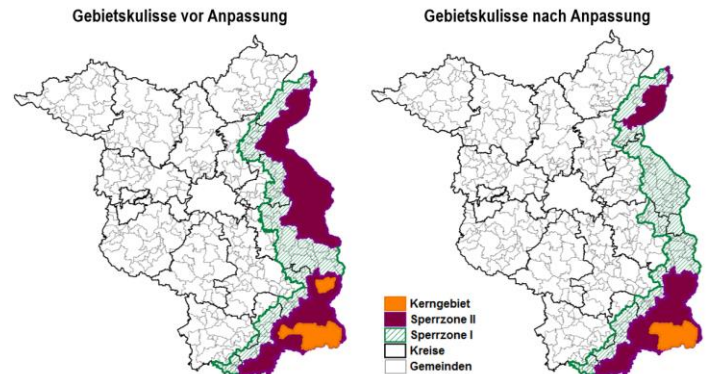 Gebietskulisse vor Anpassung
Gebietskulisse nach Anpassung
Kerngebiet
Sperrzone II
Sperrzone I
Kreise
Gemeinden